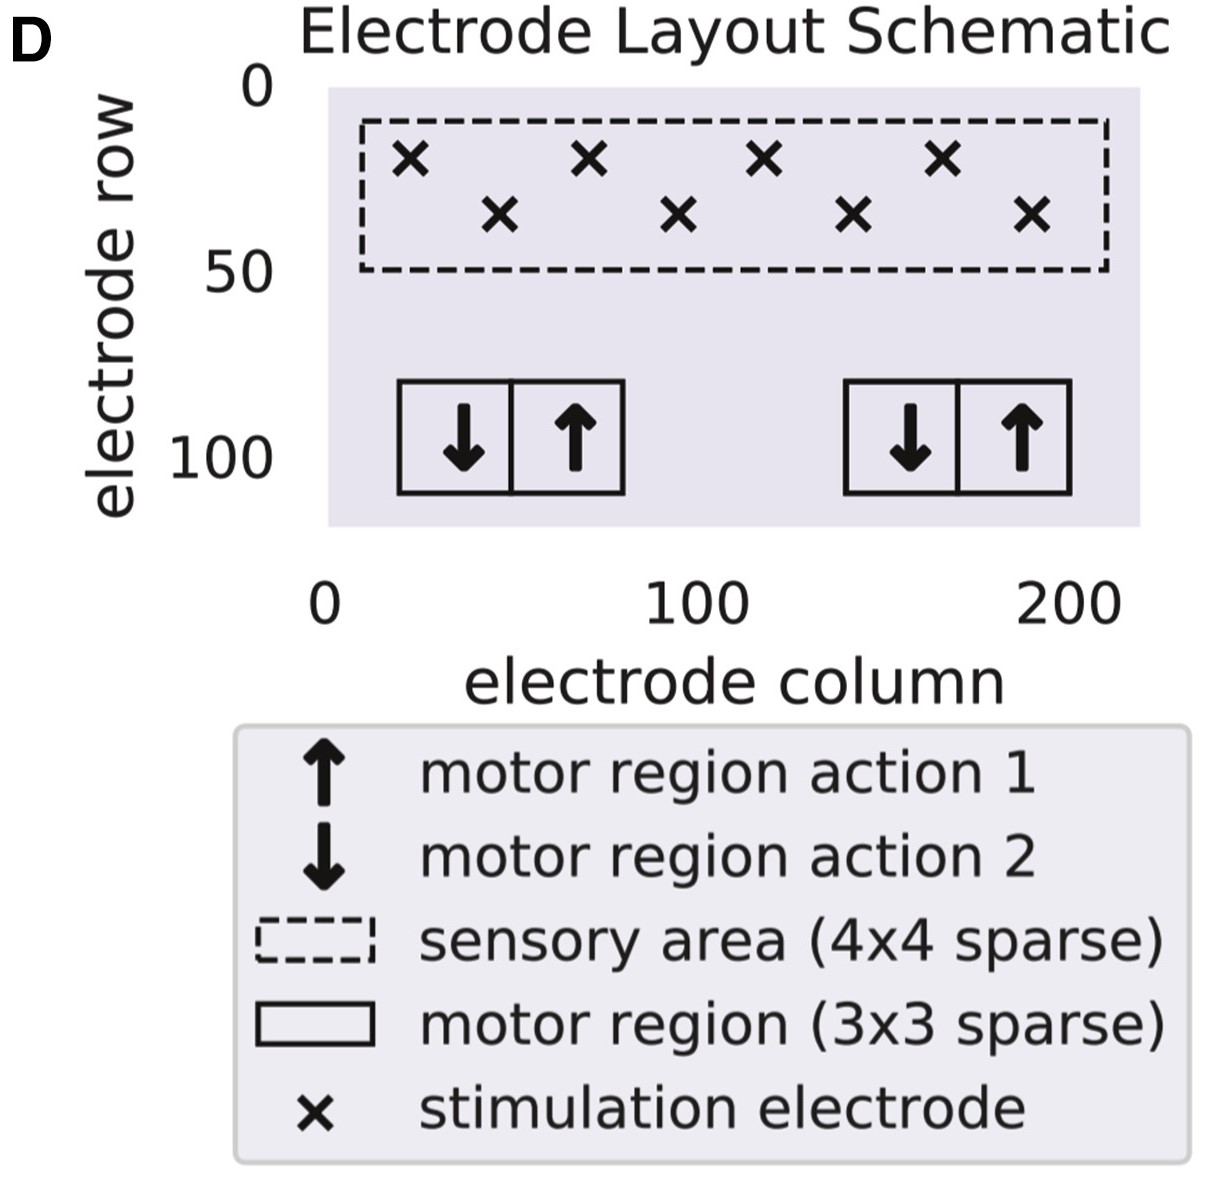 D
Electrode Layout Schematic
electrode row
0
50
100
0 100 200
electrode column
motor region action 1
motor region action 2
sensory area (4x4 sparse)
motor region (3x3 sparse)
stimulation electrode